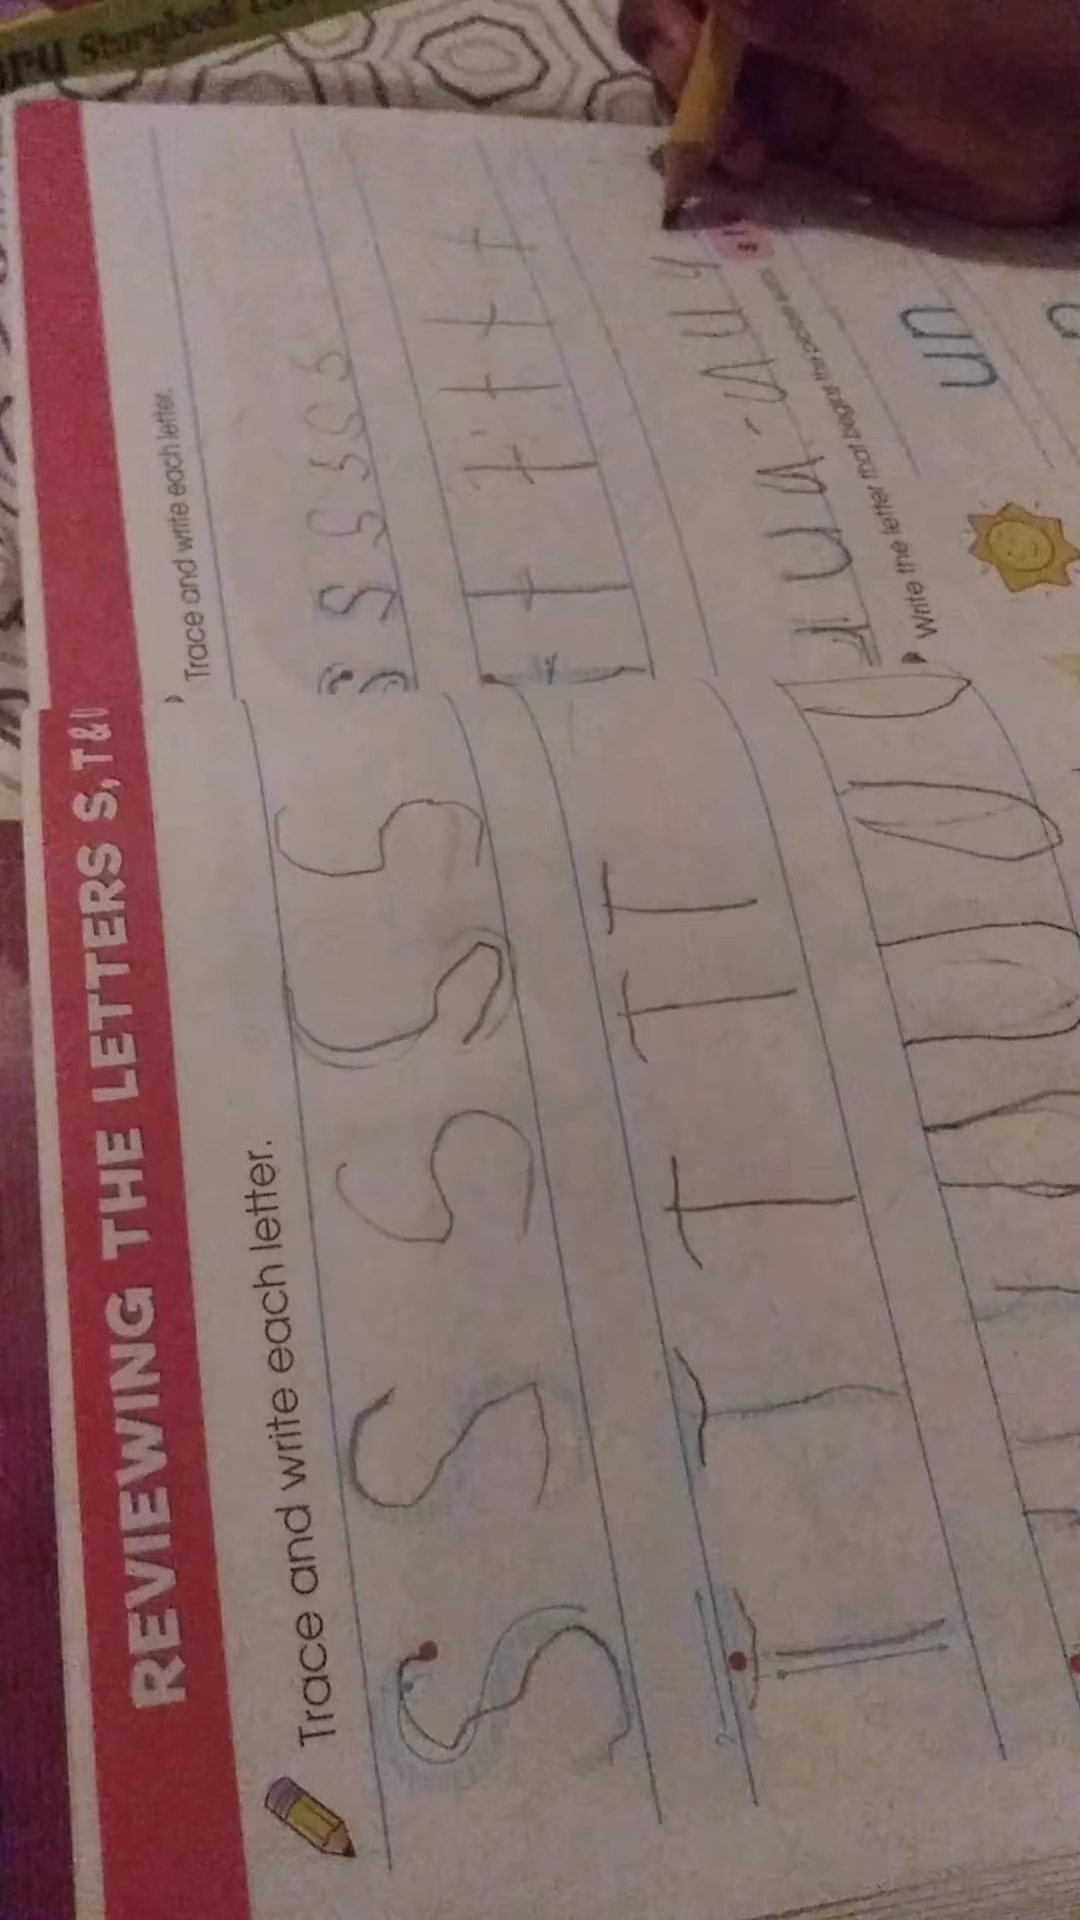 Storybook
REVIEWING THE LETTERS S, T & U
Trace and write each letter.
S S S S S
T T T T T
Trace and write each letter.
s s s s s s s
t t t t t t t
u u u u u u
Write the letter that begins the picture
un